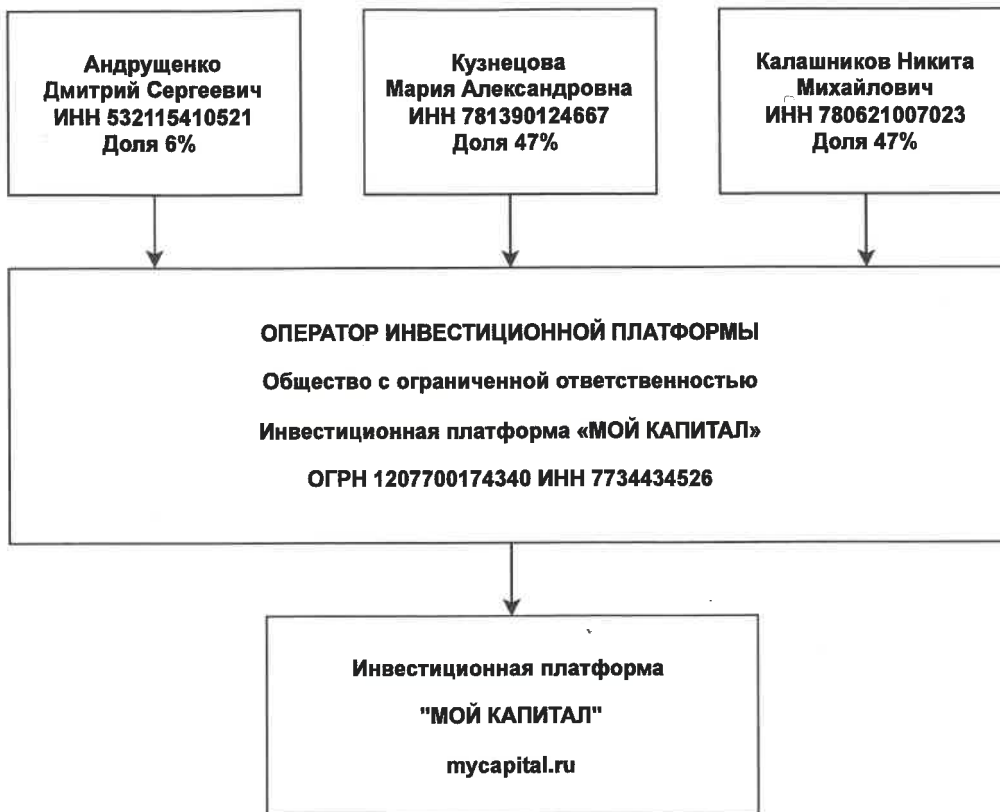 Андрущенко
Дмитрий Сергеевич
ИНН 532115410521
Доля 6%
Кузнецова
Мария Александровна
ИНН 781390124667
Доля 47%
Калашников Никита
Михайлович
ИНН 780621007023
Доля 47%
ОПЕРАТОР ИНВЕСТИЦИОННОЙ ПЛАТФОРМЫ
Общество с ограниченной ответственностью
Инвестиционная платформа «МОЙ КАПИТАЛ»
ОГРН 1207700174340 ИНН 7734434526
Инвестиционная платформа
"МОЙ КАПИТАЛ"
mycapital.ru